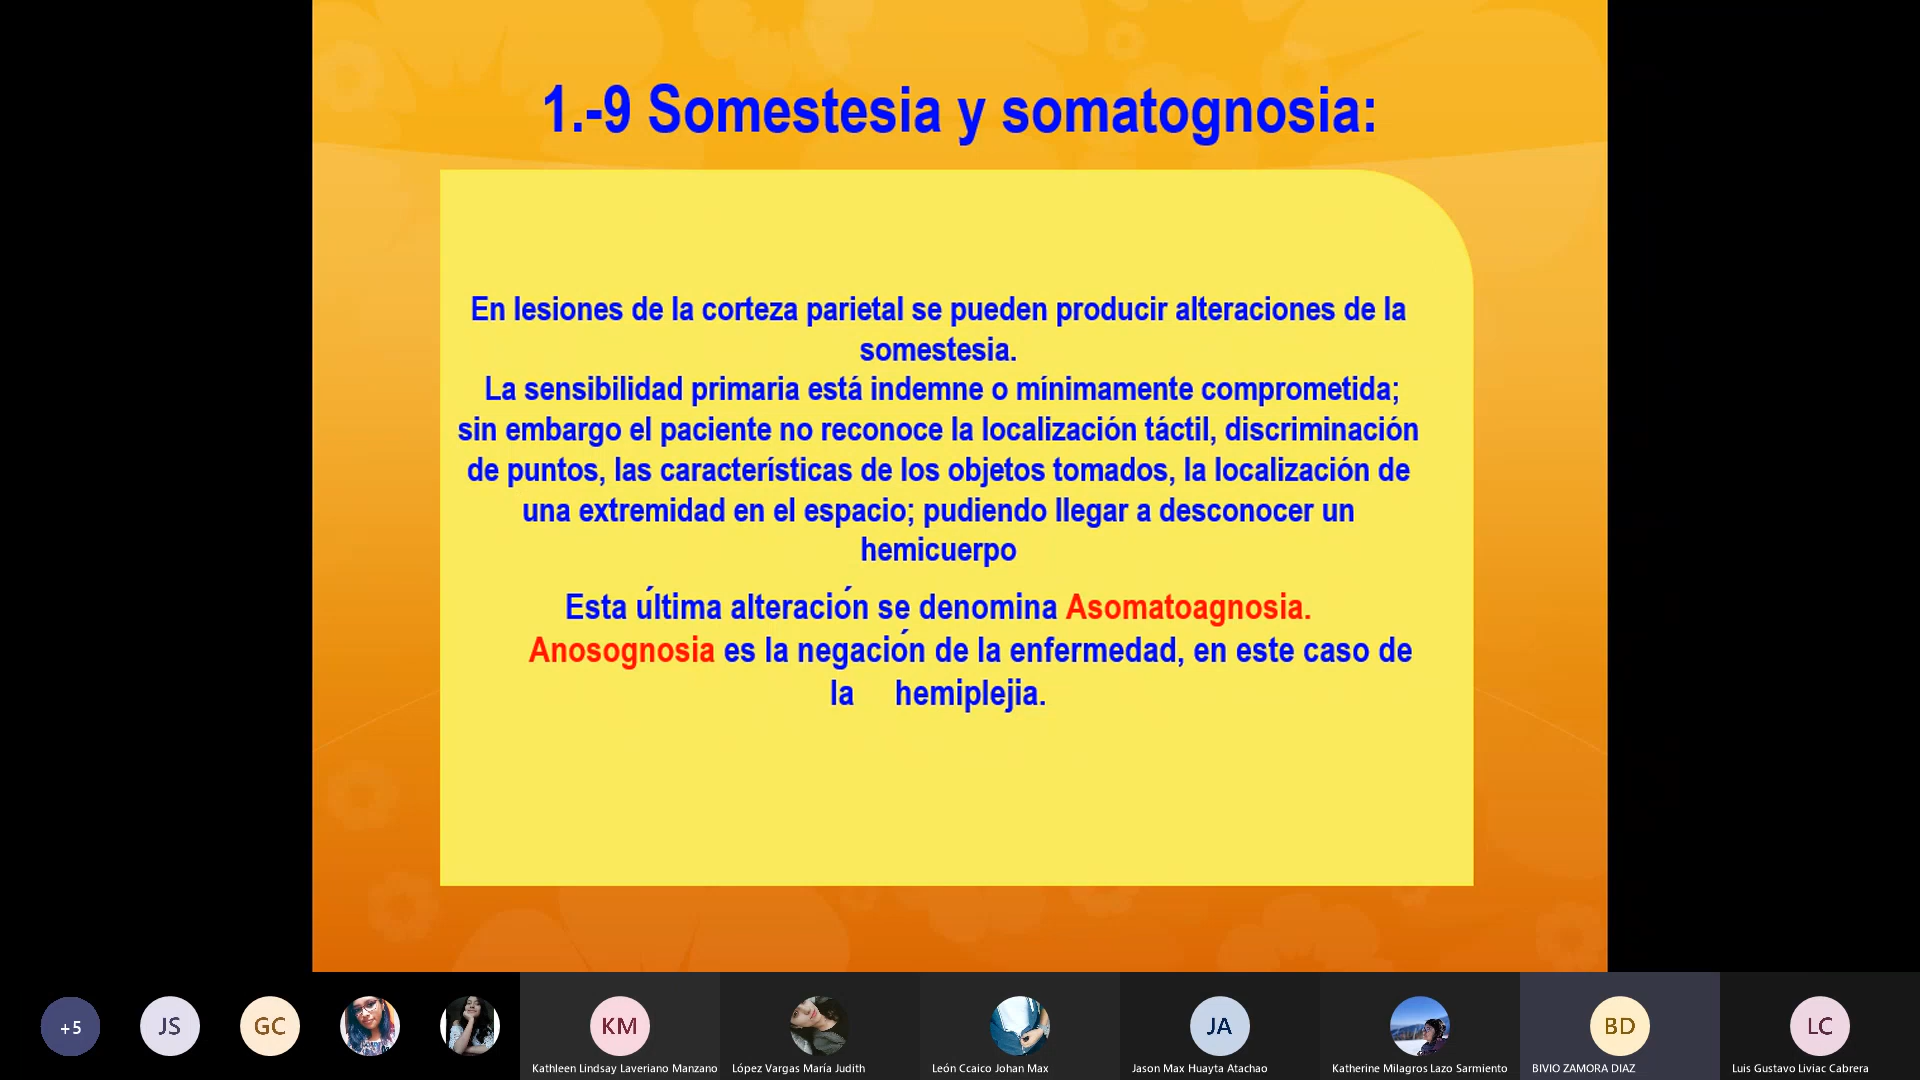 1.-9 Somestesia y somatognosia:
En lesiones de la corteza parietal se pueden producir alteraciones de la
somestesia.
La sensibilidad primaria está indemne o mínimamente comprometida;
sin embargo el paciente no reconoce la localización táctil, discriminación
de puntos, las características de los objetos tomados, la localización de
una extremidad en el espacio; pudiendo llegar a desconocer un
hemicuerpo
Esta última alteración se denomina Asomatoagnosia.
Anosognosia es la negación de la enfermedad, en este caso de
la hemiplejia.
+5 JS GC KM JA BD LC
Kathleen Lindsay Laveriano Manzano López Vargas María Judith León Ccaico Johan Max Jason Max Huayta Atachao Katherine Milagros Lazo Sarmiento BIVIO ZAMORA DIAZ Luis Gustavo Liviac Cabrera